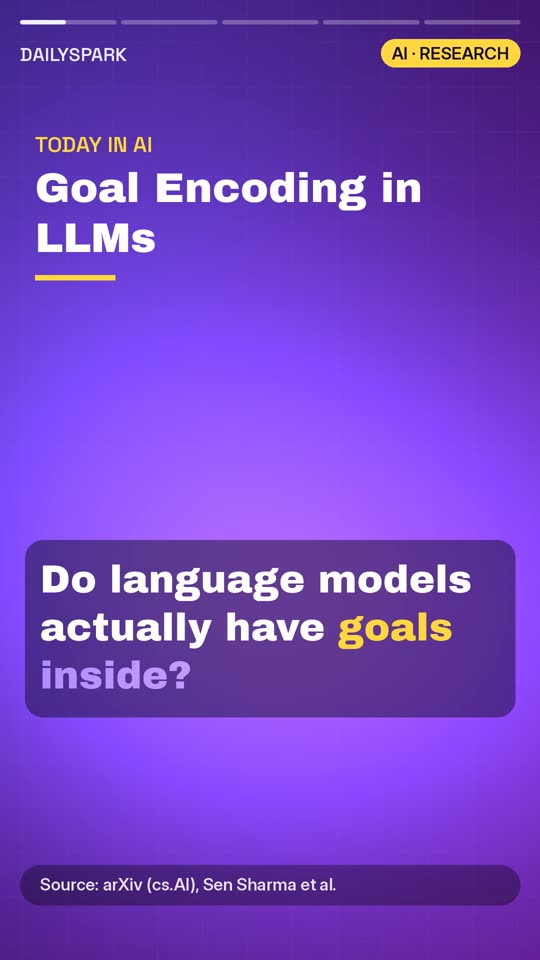 DAILYSPARK
AI · RESEARCH
TODAY IN AI
Goal Encoding in
LLMs
Do language models
actually have goals
inside?
Source: arXiv (cs.AI), Sen Sharma et al.